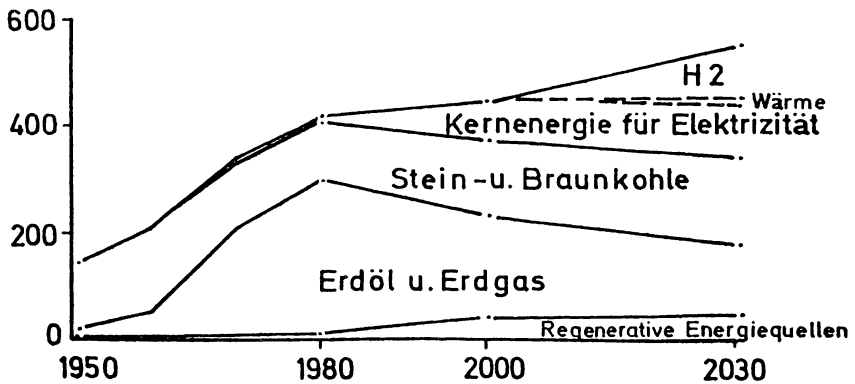 600
H2
Wärme
400
Kernenergie für Elektrizität
Stein-u. Braunkohle
200
Erdöl u. Erdgas
0
Regenerative Energiequellen
1950
1980
2000
2030